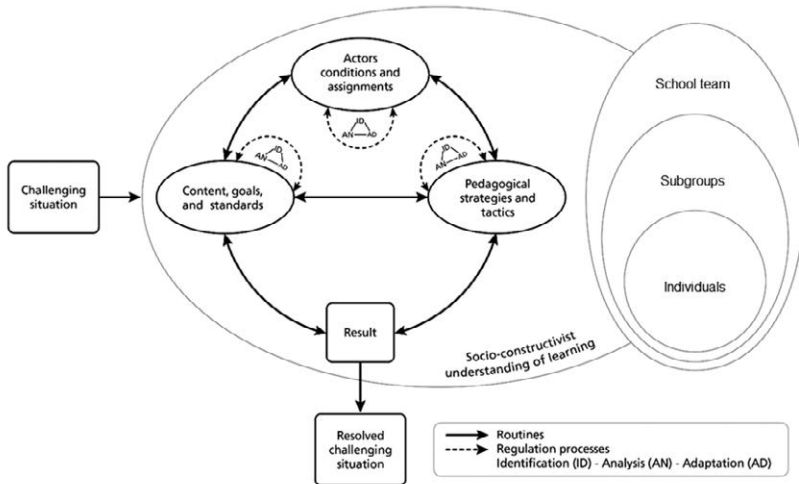 Actors
conditions and
assignments
ID
AN
AD
ID
AN
AD
ID
AN
AD
School team
Challenging
situation
Content, goals,
and standards
Pedagogical
strategies and
tactics
Subgroups
Individuals
Result
Socio-constructivist
understanding of learning
Resolved
challenging
situation
Routines
Regulation processes
Identification (ID) - Analysis (AN) - Adaptation (AD)